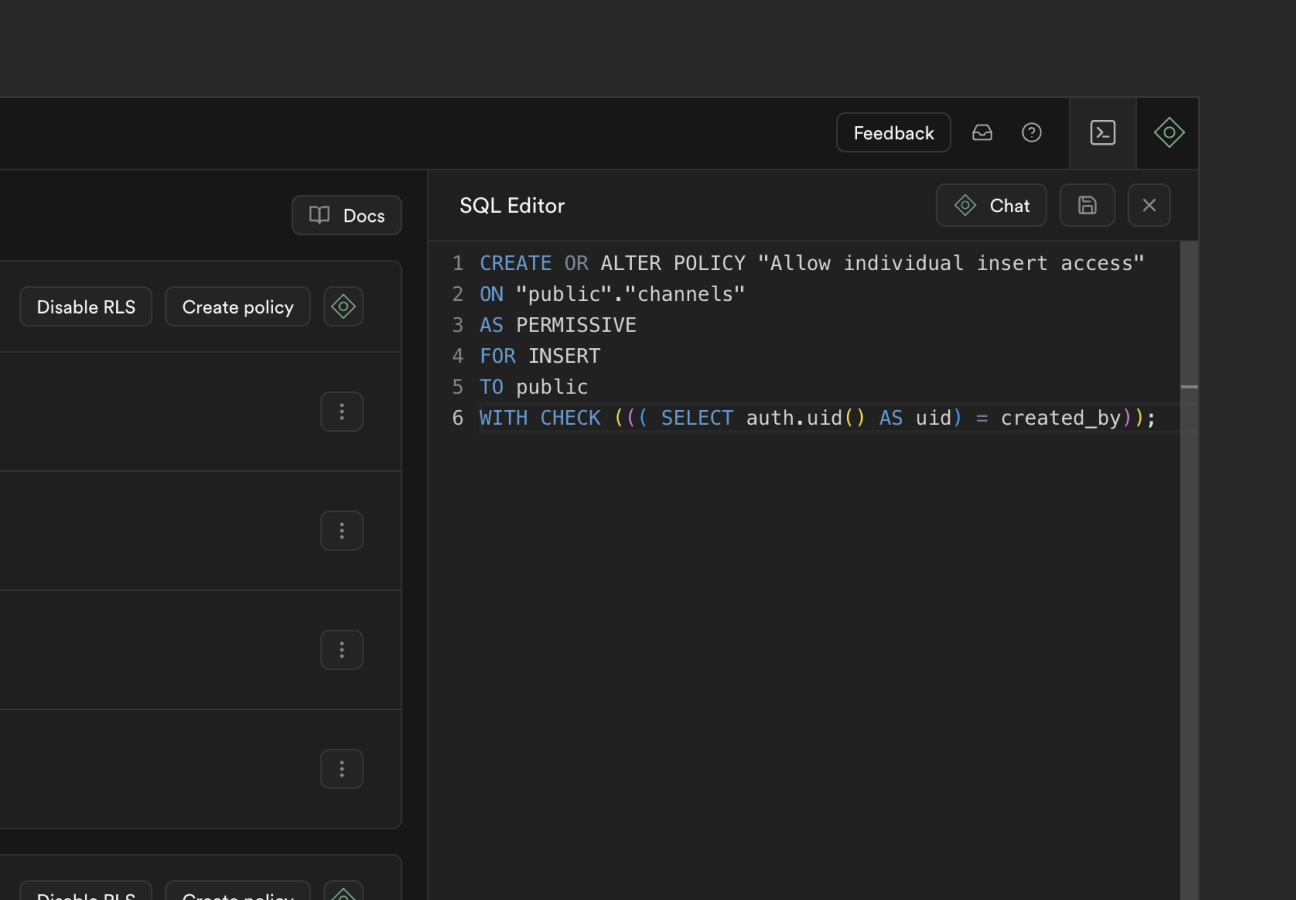 Feedback
Docs
SQL Editor
Chat
Disable RLS
Create policy
1 CREATE OR ALTER POLICY "Allow individual insert access"
2 ON "public"."channels"
3 AS PERMISSIVE
4 FOR INSERT
5 TO public
6 WITH CHECK ((( SELECT auth.uid() AS uid) = created_by));
Disable RLS
Create policy